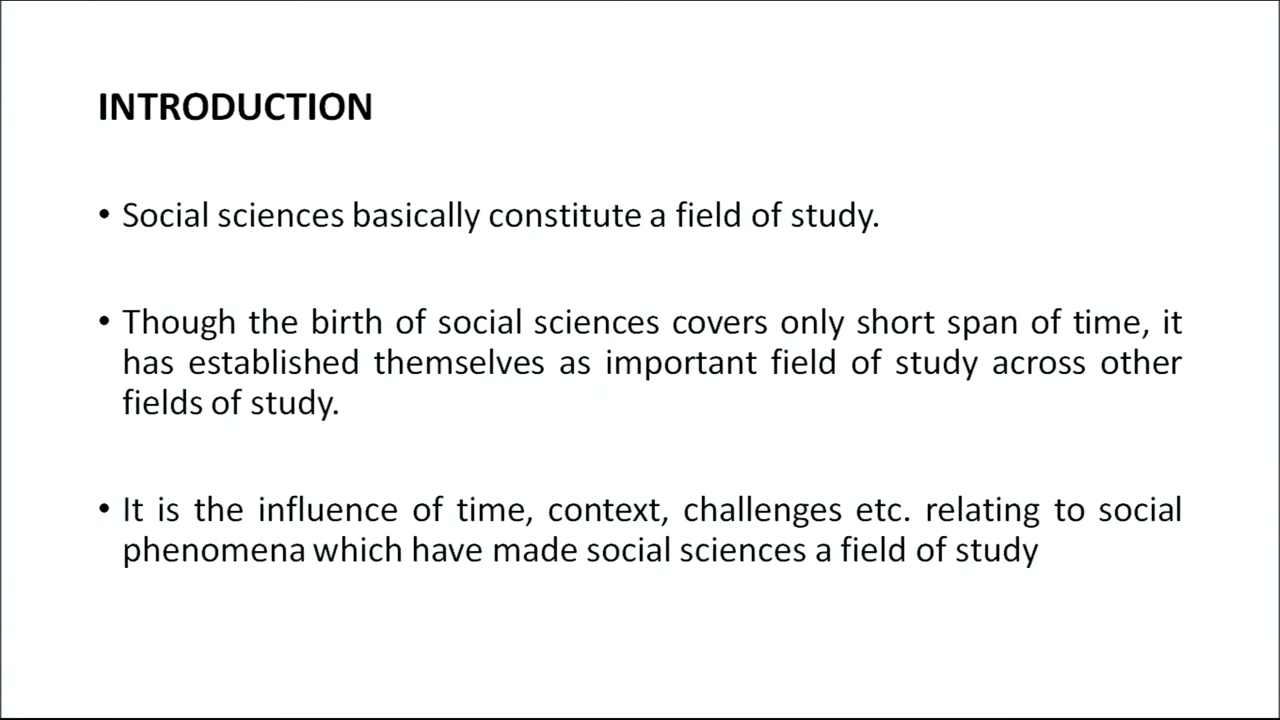 INTRODUCTION
• Social sciences basically constitute a field of study.
• Though the birth of social sciences covers only short span of time, it
has established themselves as important field of study across other
fields of study.
• It is the influence of time, context, challenges etc. relating to social
phenomena which have made social sciences a field of study